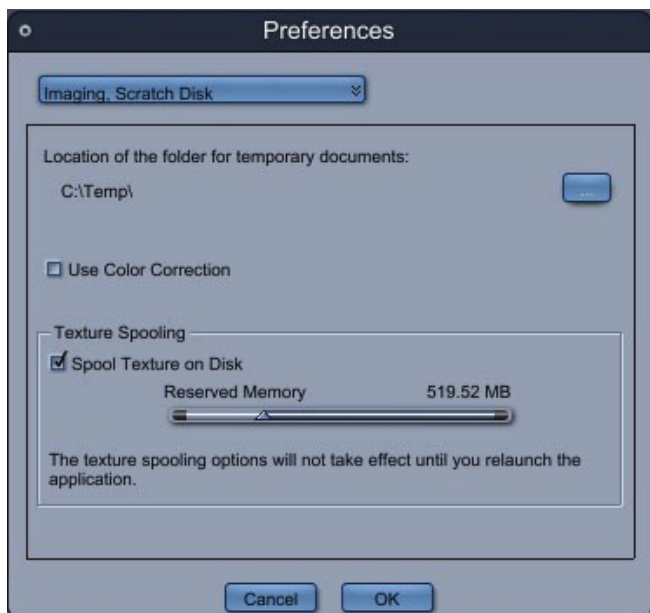 Preferences
Imaging, Scratch Disk
Location of the folder for temporary documents:
C:\Temp\
...
Use Color Correction
Texture Spooling
Spool Texture on Disk
Reserved Memory 519.52 MB
The texture spooling options will not take effect until you relaunch the
application.
Cancel OK